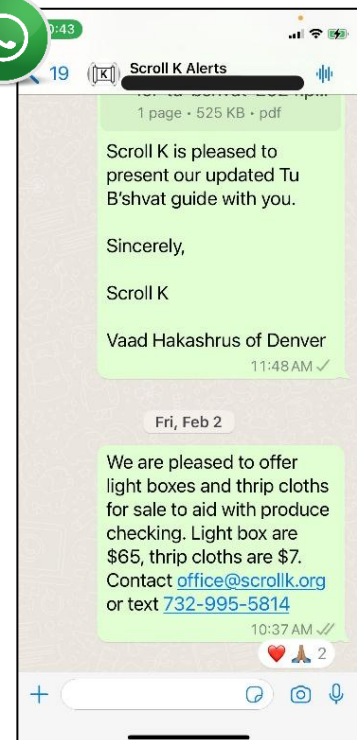 0:43
19
K
Scroll K Alerts
1 page • 525 KB • pdf
Scroll K is pleased to
present our updated Tu
B'shvat guide with you.
Sincerely,
Scroll K
Vaad Hakashrus of Denver
11:48 AM
Fri, Feb 2
We are pleased to offer
light boxes and thrip cloths
for sale to aid with produce
checking. Light box are
$65, thrip cloths are $7.
Contact office@scrollk.org
or text 732-995-5814
10:37 AM
2